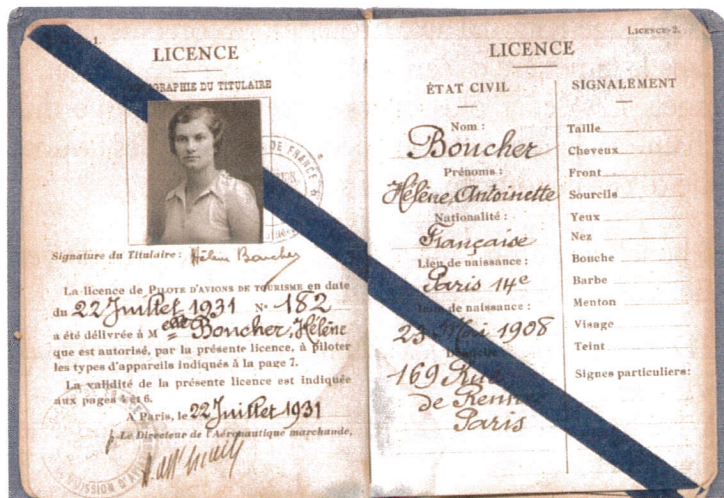 LICENCE
PHOTOGRAPHIE DU TITULAIRE
DE FRANCE
Signature du Titulaire : Hélène Boucher
La licence de PILOTE D'AVIONS DE TOURISME en date
du 22 Juillet 1931 N° 182
a été délivrée à Melle Boucher, Hélène
que est autorisé, par la présente licence, à piloter
les types d'appareils indiqués à la page 7.
La validité de la présente licence est indiquée
aux pages 4 et 6.
A Paris, le 22 Juillet 1931
Le Directeur de l'Aéronautique marchande,
LICENCE-2.
LICENCE
ÉTAT CIVIL
Nom :
Boucher
Prénoms :
Hélène, Antoinette
Nationalité :
Française
Lieu de naissance :
Paris 14e
Date de naissance :
23 Mai 1908
Domicile
169 Rue
de Rennes
Paris
SIGNALEMENT
Taille
Cheveux
Front
Sourcils
Yeux
Nez
Bouche
Barbe
Menton
Visage
Teint
Signes particuliers: